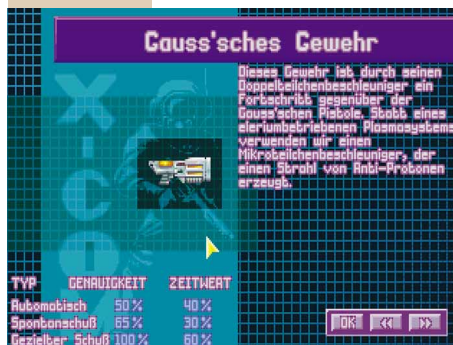 Gauss'sches Gewehr
Dieses Gewehr ist durch seinen
Doppelteilchenbeschleuniger ein
Fortschritt gegenüber der
Gauss'schen Pistole. Statt eines
eleriumbetriebenen Plasmasystems
verwenden wir einen
Mikroteilchenbeschleuniger, der
einen Strahl von Anti-Protonen
erzeugt.
X-COM
TYP GENAUIGKEIT ZEITWERT
Automatisch 50% 40%
Spontanschuß 65% 30%
Gezielter Schuß 100% 60%
OK << >>